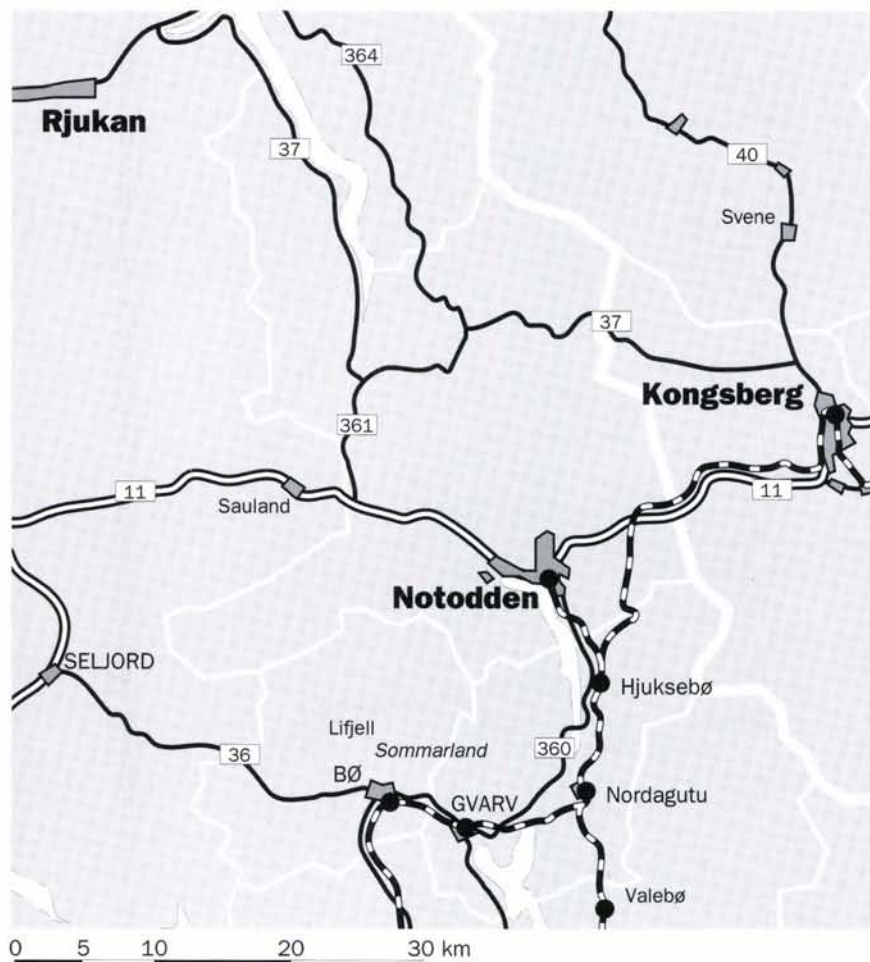 364
Rjukan
37
40
Svene
37
Kongsberg
361
11
Sauland
11
Notodden
SELJORD
Hjuksebø
Lifjell
36
Sommarland
360
BØ
GVARV
Nordagutu
Valebø
0 5 10 20 30 km